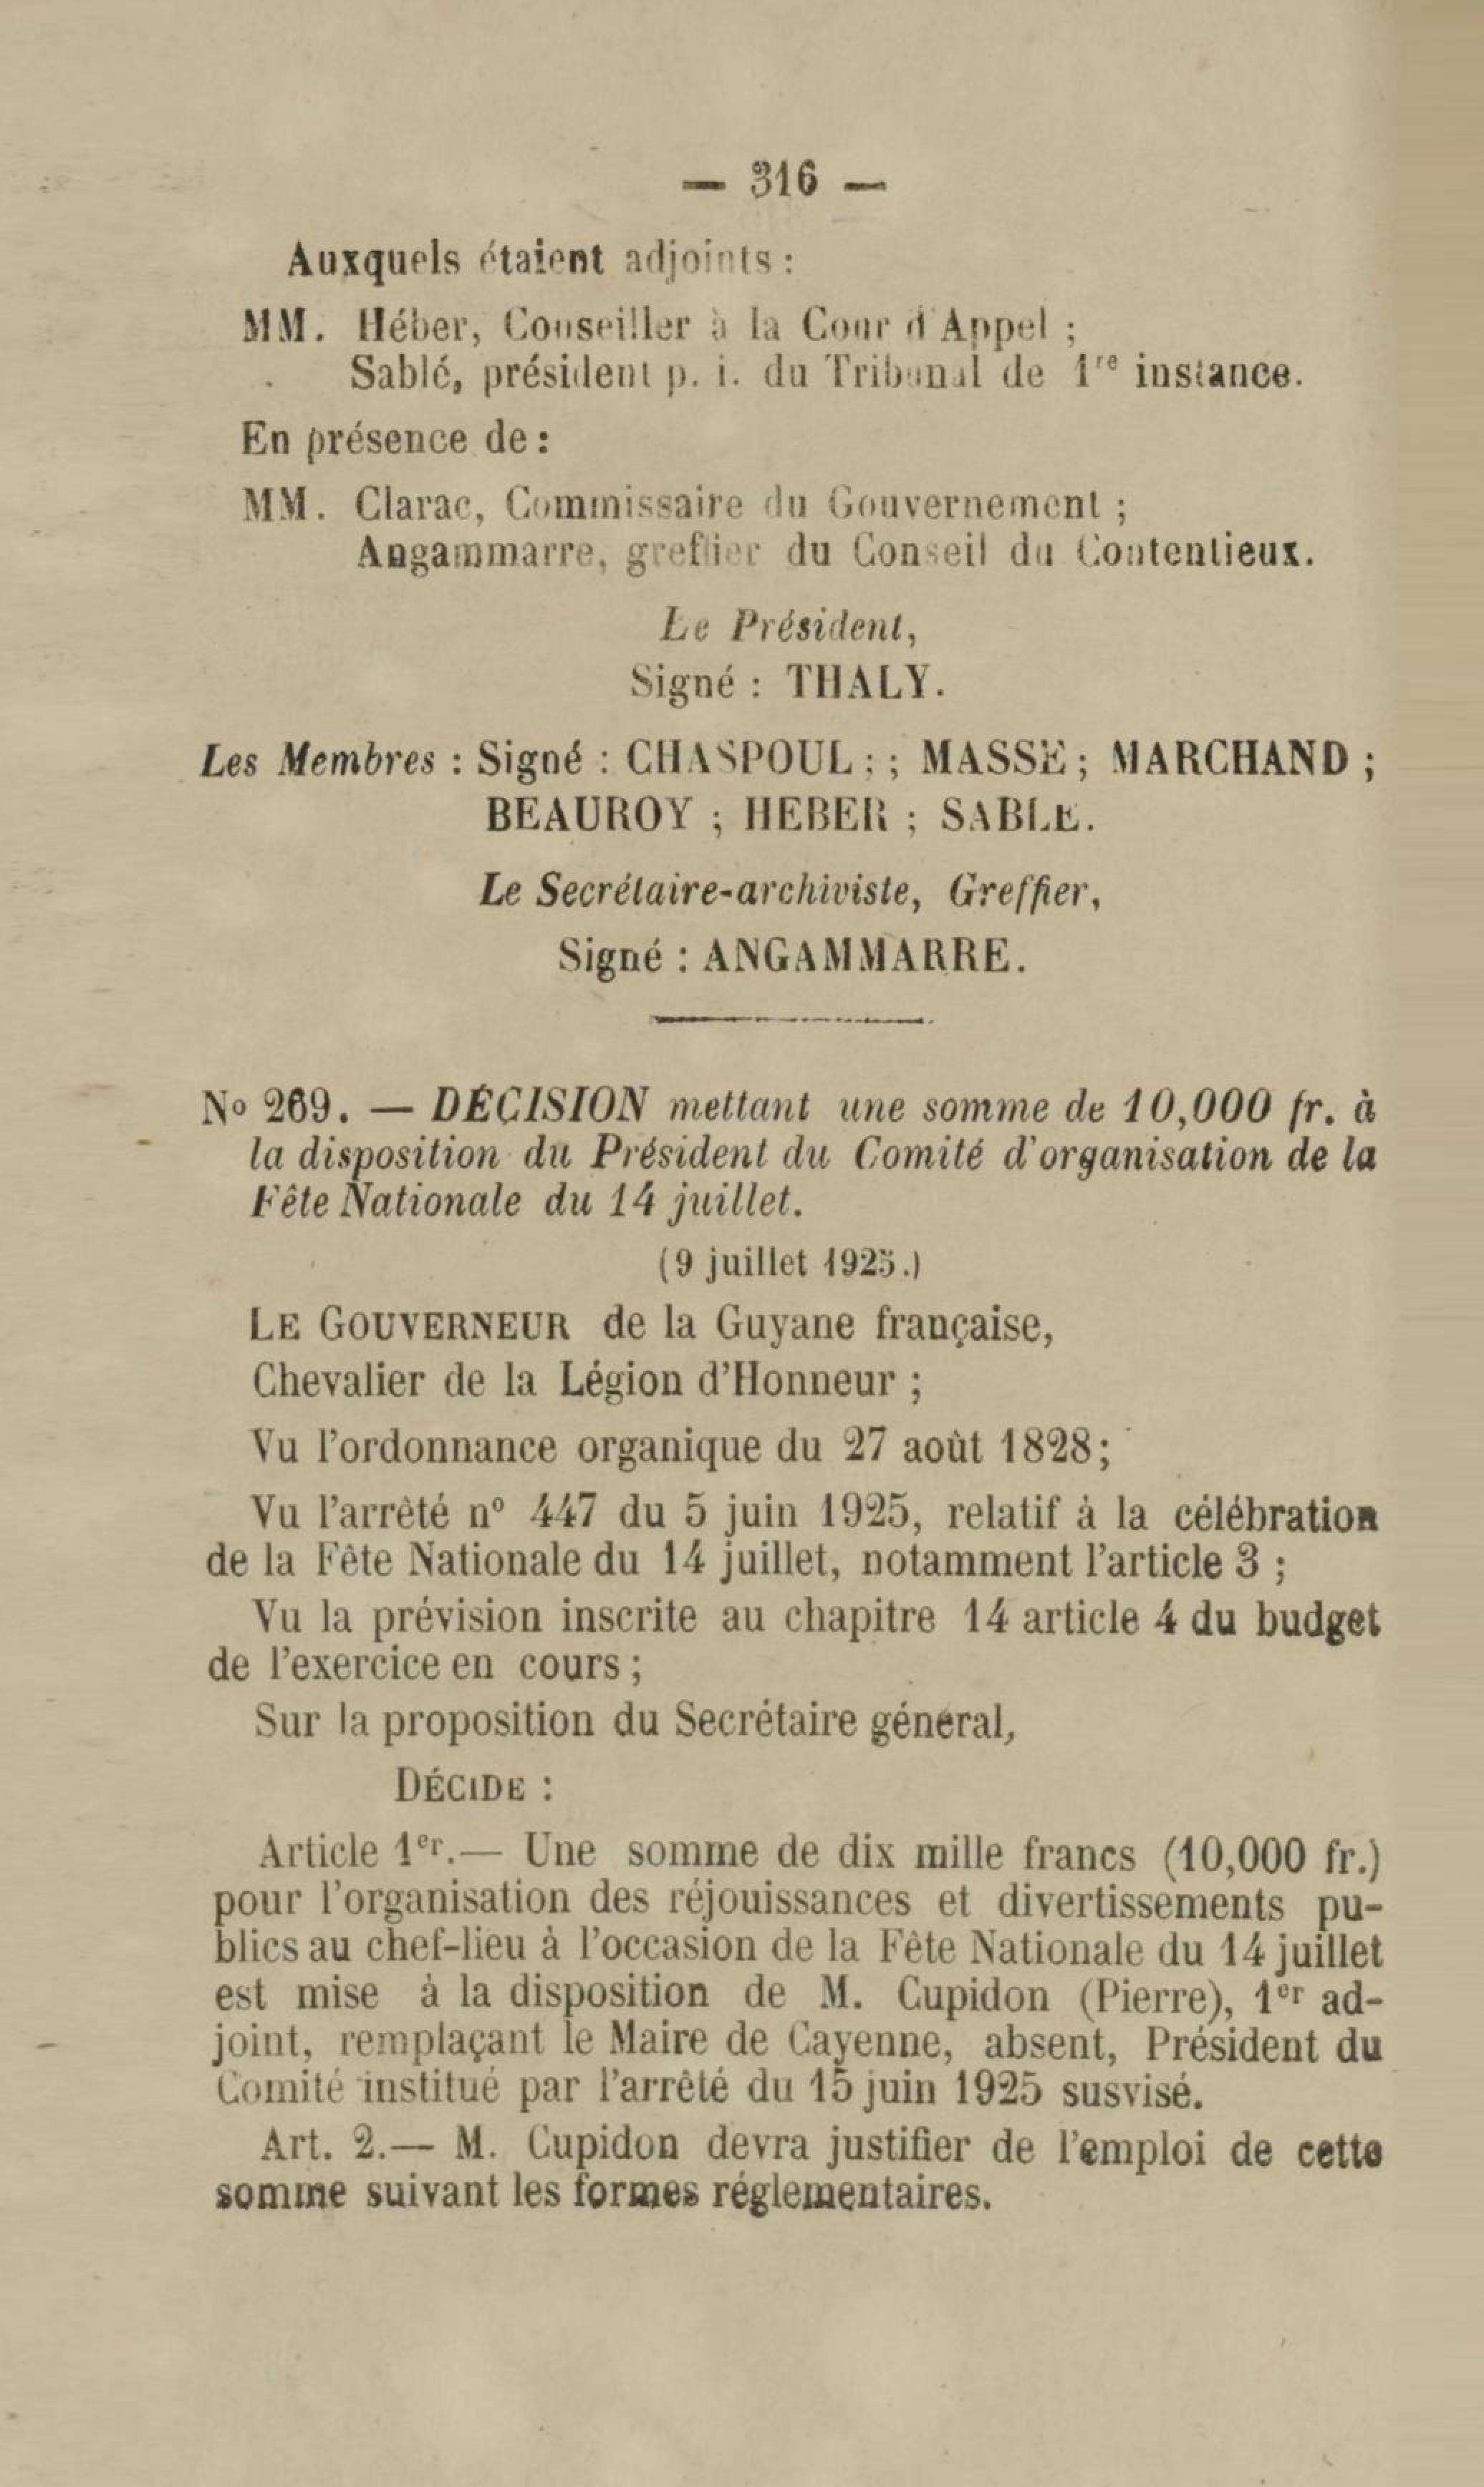 — 316 —
Auxquels étaient adjoints :
MM. Héber, Conseiller à la Cour d'Appel ;
Sablé, président p. i. du Tribunal de 1re instance.
En présence de :
MM. Clarac, Commissaire du Gouvernement ;
Angammarre, greffier du Conseil du Contentieux.
Le Président,
Signé : THALY.
Les Membres : Signé : CHASPOUL ; ; MASSE ; MARCHAND ;
BEAUROY ; HEBER ; SABLE.
Le Secrétaire-archiviste, Greffier,
Signé : ANGAMMARRE.
No 269. — DÉCISION mettant une somme de 10,000 fr. à
la disposition du Président du Comité d'organisation de la
Fête Nationale du 14 juillet.
(9 juillet 1925.)
LE GOUVERNEUR de la Guyane française,
Chevalier de la Légion d'Honneur ;
Vu l'ordonnance organique du 27 août 1828 ;
Vu l'arrêté nº 447 du 5 juin 1925, relatif à la célébration
de la Fête Nationale du 14 juillet, notamment l'article 3 ;
Vu la prévision inscrite au chapitre 14 article 4 du budget
de l'exercice en cours ;
Sur la proposition du Secrétaire général,
DÉCIDE :
Article 1er.— Une somme de dix mille francs (10,000 fr.)
pour l'organisation des réjouissances et divertissements pu-
blics au chef-lieu à l'occasion de la Fête Nationale du 14 juillet
est mise à la disposition de M. Cupidon (Pierre), 1er ad-
joint, remplaçant le Maire de Cayenne, absent, Président du
Comité institué par l'arrêté du 15 juin 1925 susvisé.
Art. 2.— M. Cupidon devra justifier de l'emploi de cette
somme suivant les formes réglementaires.